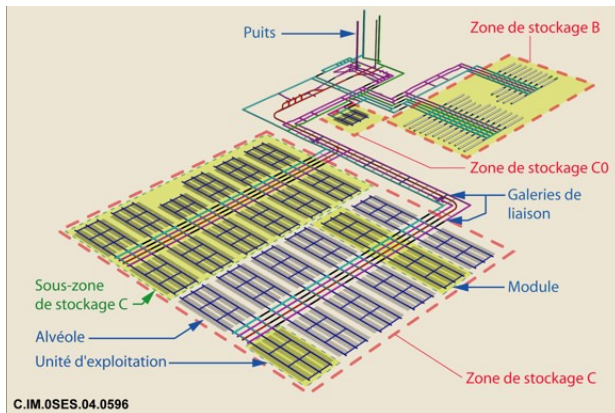 Puits
Zone de stockage B
Zone de stockage C0
Galeries de
liaison
Sous-zone
de stockage C
Module
Alvéole
Unité d'exploitation
Zone de stockage C
C.IM.0SES.04.0596